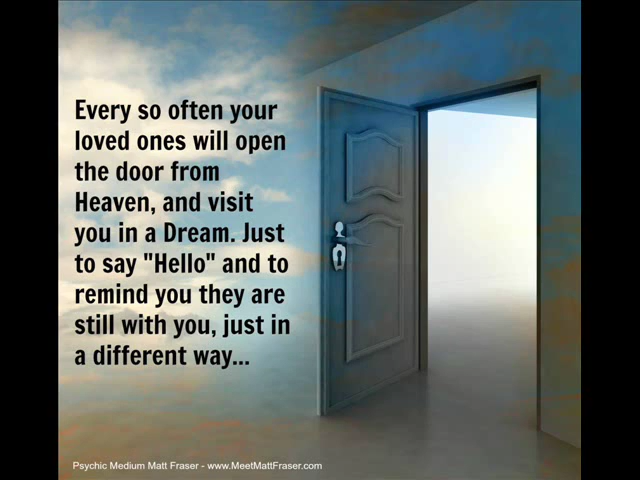 Every so often your
loved ones will open
the door from
Heaven, and visit
you in a Dream. Just
to say "Hello" and to
remind you they are
still with you, just in
a different way...
Psychic Medium Matt Fraser - www.MeetMattFraser.com